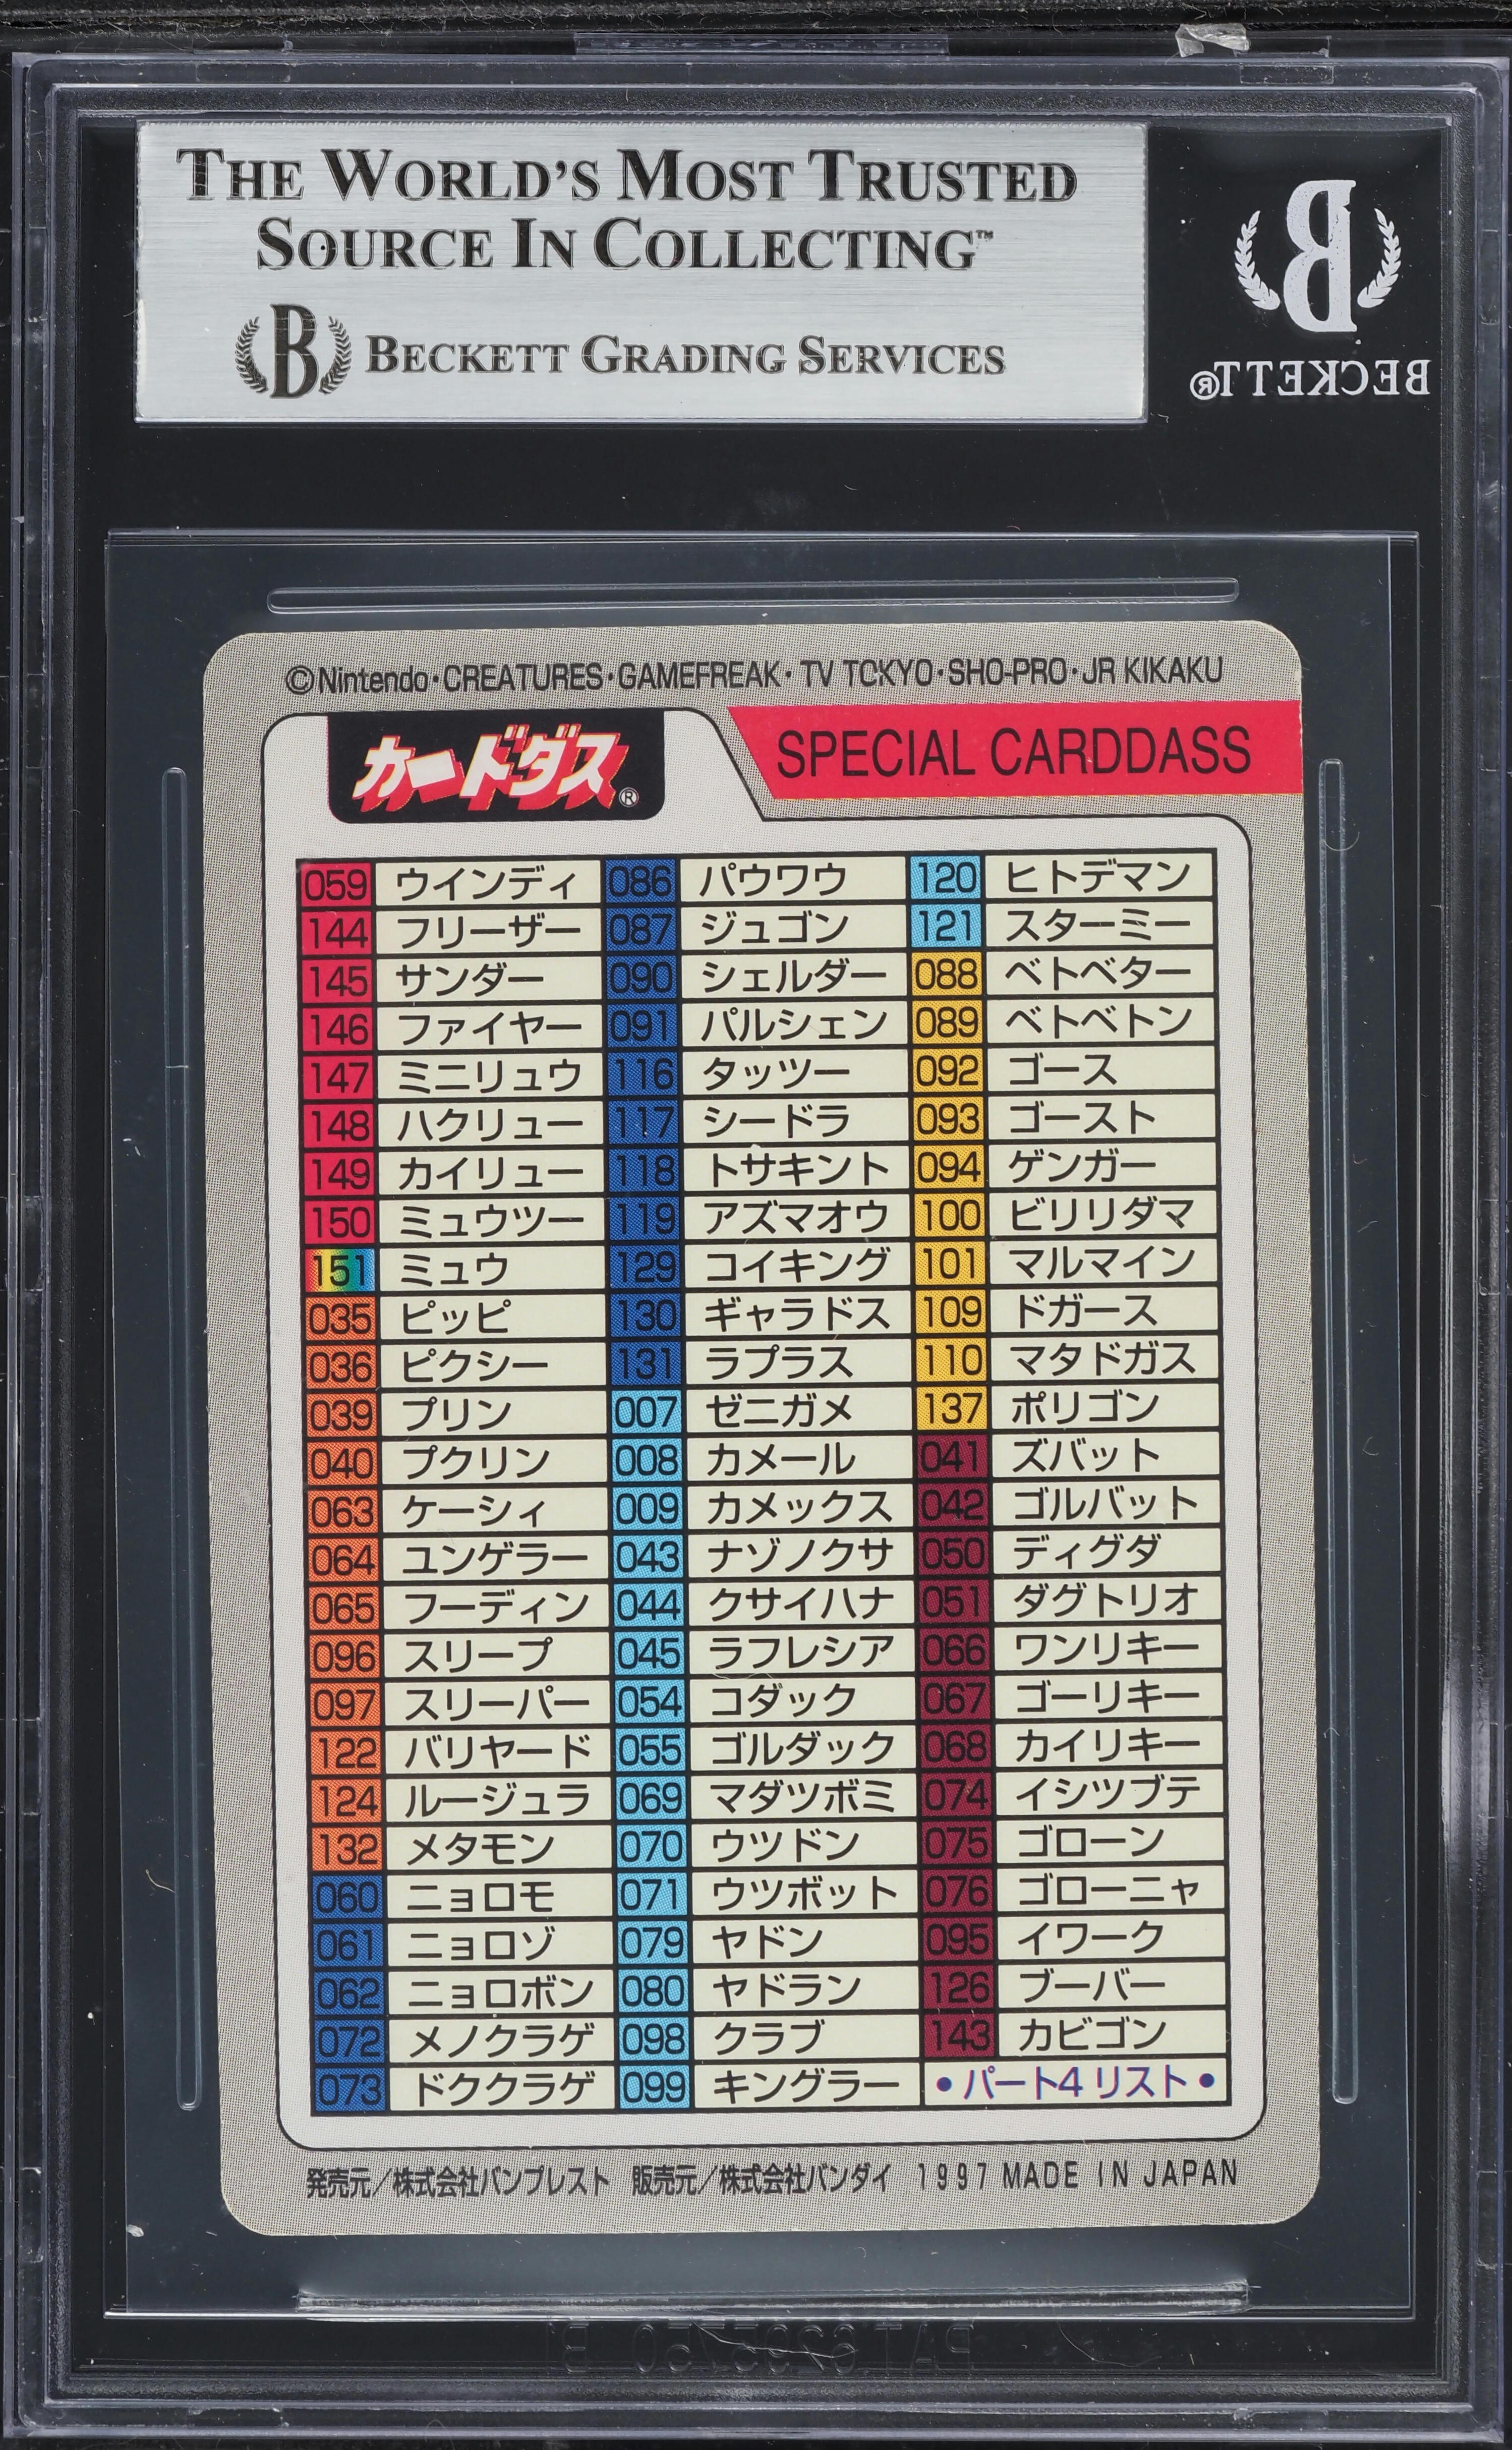 THE WORLD'S MOST TRUSTED
SOURCE IN COLLECTING™
B BECKETT GRADING SERVICES
B
BECKETT®
©Nintendo・CREATURES・GAMEFREAK・TV TOKYO・SHO-PRO・JR KIKAKU
カードダス®
SPECIAL CARDDASS
059 ウインディ 086 パウワウ 120 ヒトデマン
144 フリーザー 087 ジュゴン 121 スターミー
145 サンダー 090 シェルダー 088 ベトベター
146 ファイヤー 091 パルシェン 089 ベトベトン
147 ミニリュウ 116 タッツー 092 ゴース
148 ハクリュー 117 シードラ 093 ゴースト
149 カイリュー 118 トサキント 094 ゲンガー
150 ミュウツー 119 アズマオウ 100 ビリリダマ
151 ミュウ 129 コイキング 101 マルマイン
035 ピッピ 130 ギャラドス 109 ドガース
036 ピクシー 131 ラプラス 110 マタドガス
039 プリン 007 ゼニガメ 137 ポリゴン
040 プクリン 008 カメール 041 ズバット
063 ケーシィ 009 カメックス 042 ゴルバット
064 ユンゲラー 043 ナゾノクサ 050 ディグダ
065 フーディン 044 クサイハナ 051 ダグトリオ
096 スリープ 045 ラフレシア 066 ワンリキー
097 スリーパー 054 コダック 067 ゴーリキー
122 バリヤード 055 ゴルダック 068 カイリキー
124 ルージュラ 069 マダツボミ 074 イシツブテ
132 メタモン 070 ウツドン 075 ゴローン
060 ニョロモ 071 ウツボット 076 ゴローニャ
061 ニョロゾ 079 ヤドン 095 イワーク
062 ニョロボン 080 ヤドラン 126 ブーバー
072 メノクラゲ 098 クラブ 143 カビゴン
073 ドククラゲ 099 キングラー ・パート4 リスト・
発売元／株式会社バンプレスト 販売元／株式会社バンダイ 1997 MADE IN JAPAN